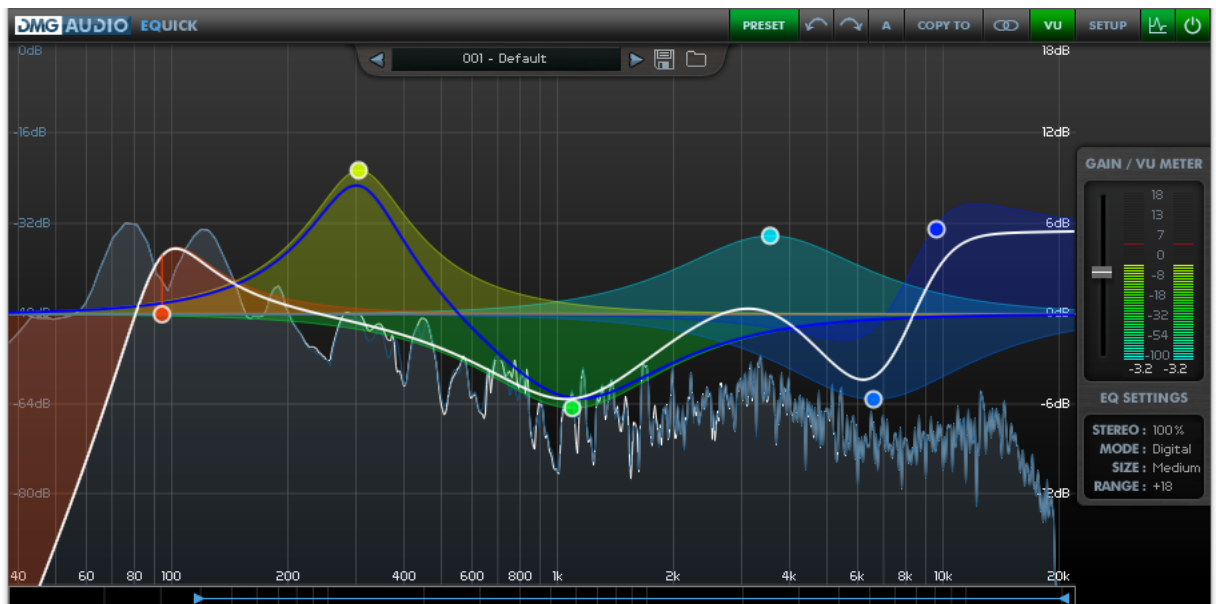 DMG AUDIO EQUICK PRESET A COPY TO VU SETUP
001 - Default
0dB 18dB
-16dB 12dB
-32dB 6dB
-48dB 0dB
-64dB -6dB
-80dB -12dB
40 60 80 100 200 400 600 800 1k 2k 4k 6k 8k 10k 20k
GAIN / VU METER
18
13
7
0
-8
-18
-32
-54
-100
-3.2 -3.2
EQ SETTINGS
STEREO : 100%
MODE : Digital
SIZE : Medium
RANGE : +18